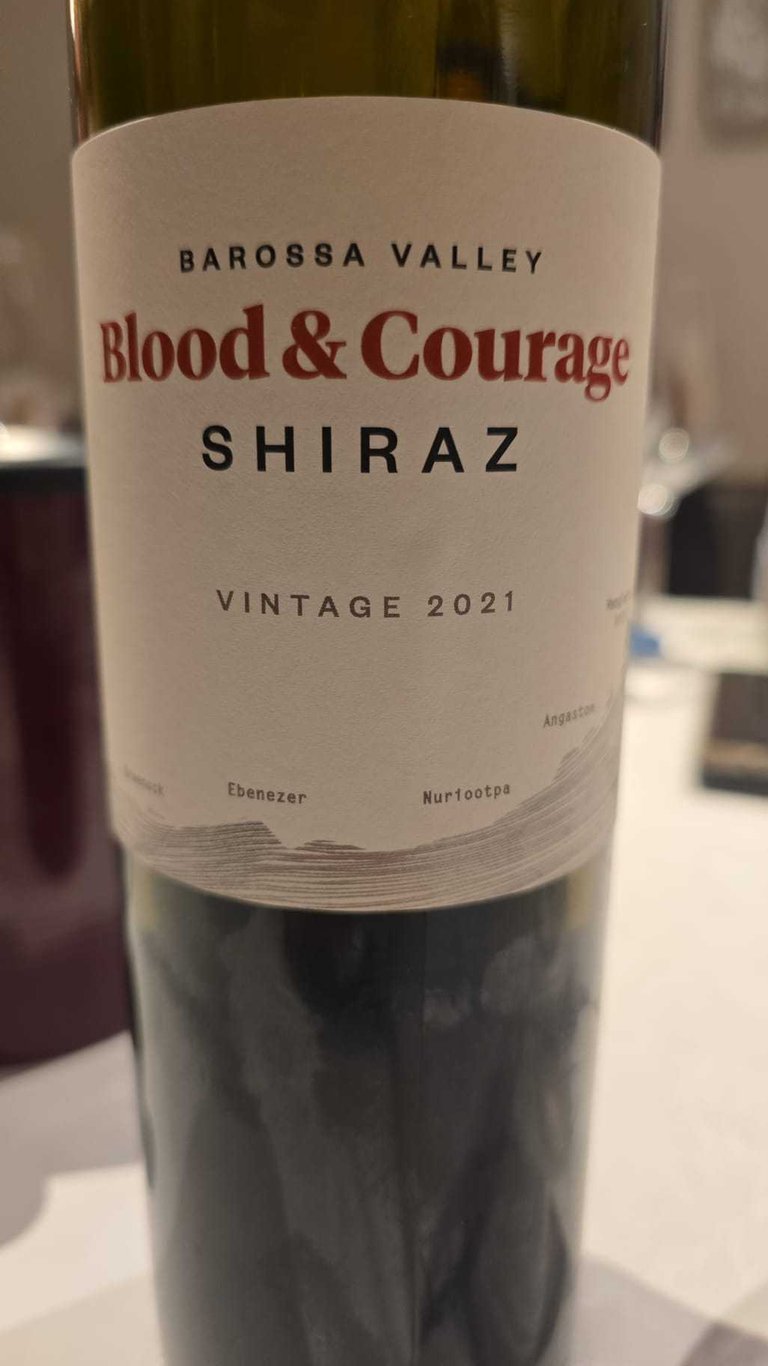 BAROSSA VALLEY
Blood & Courage
SHIRAZ
VINTAGE 2021
Angaston
Ebenezer
Nuriootpa